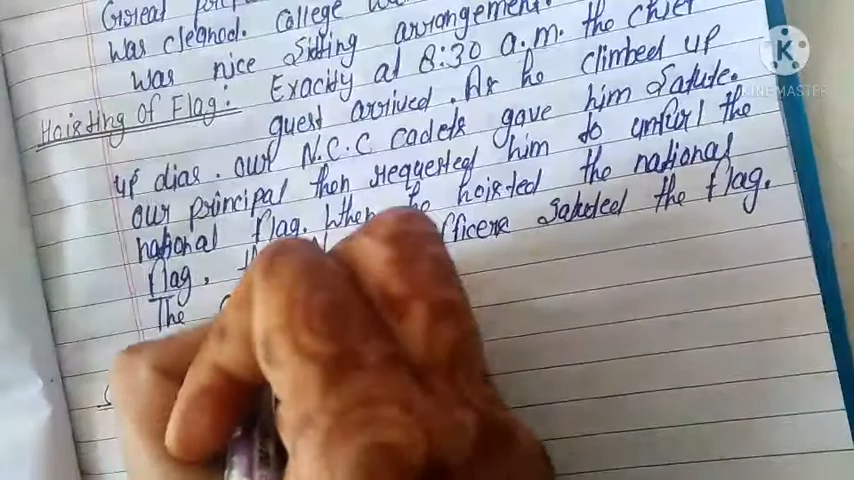 Great
was cleaned. College
was nice Sitting arrangement.
Hoisting of Flag: Exactly at 8:30 a.m. the chief
guest arrived. As he climbed up
up dias. our N.C.C cadets gave him Salute.
our principal then requested him to unfurl the
national flag. When he hoisted the national
flag. officers saluted the flag.
The
K
KINEMASTER